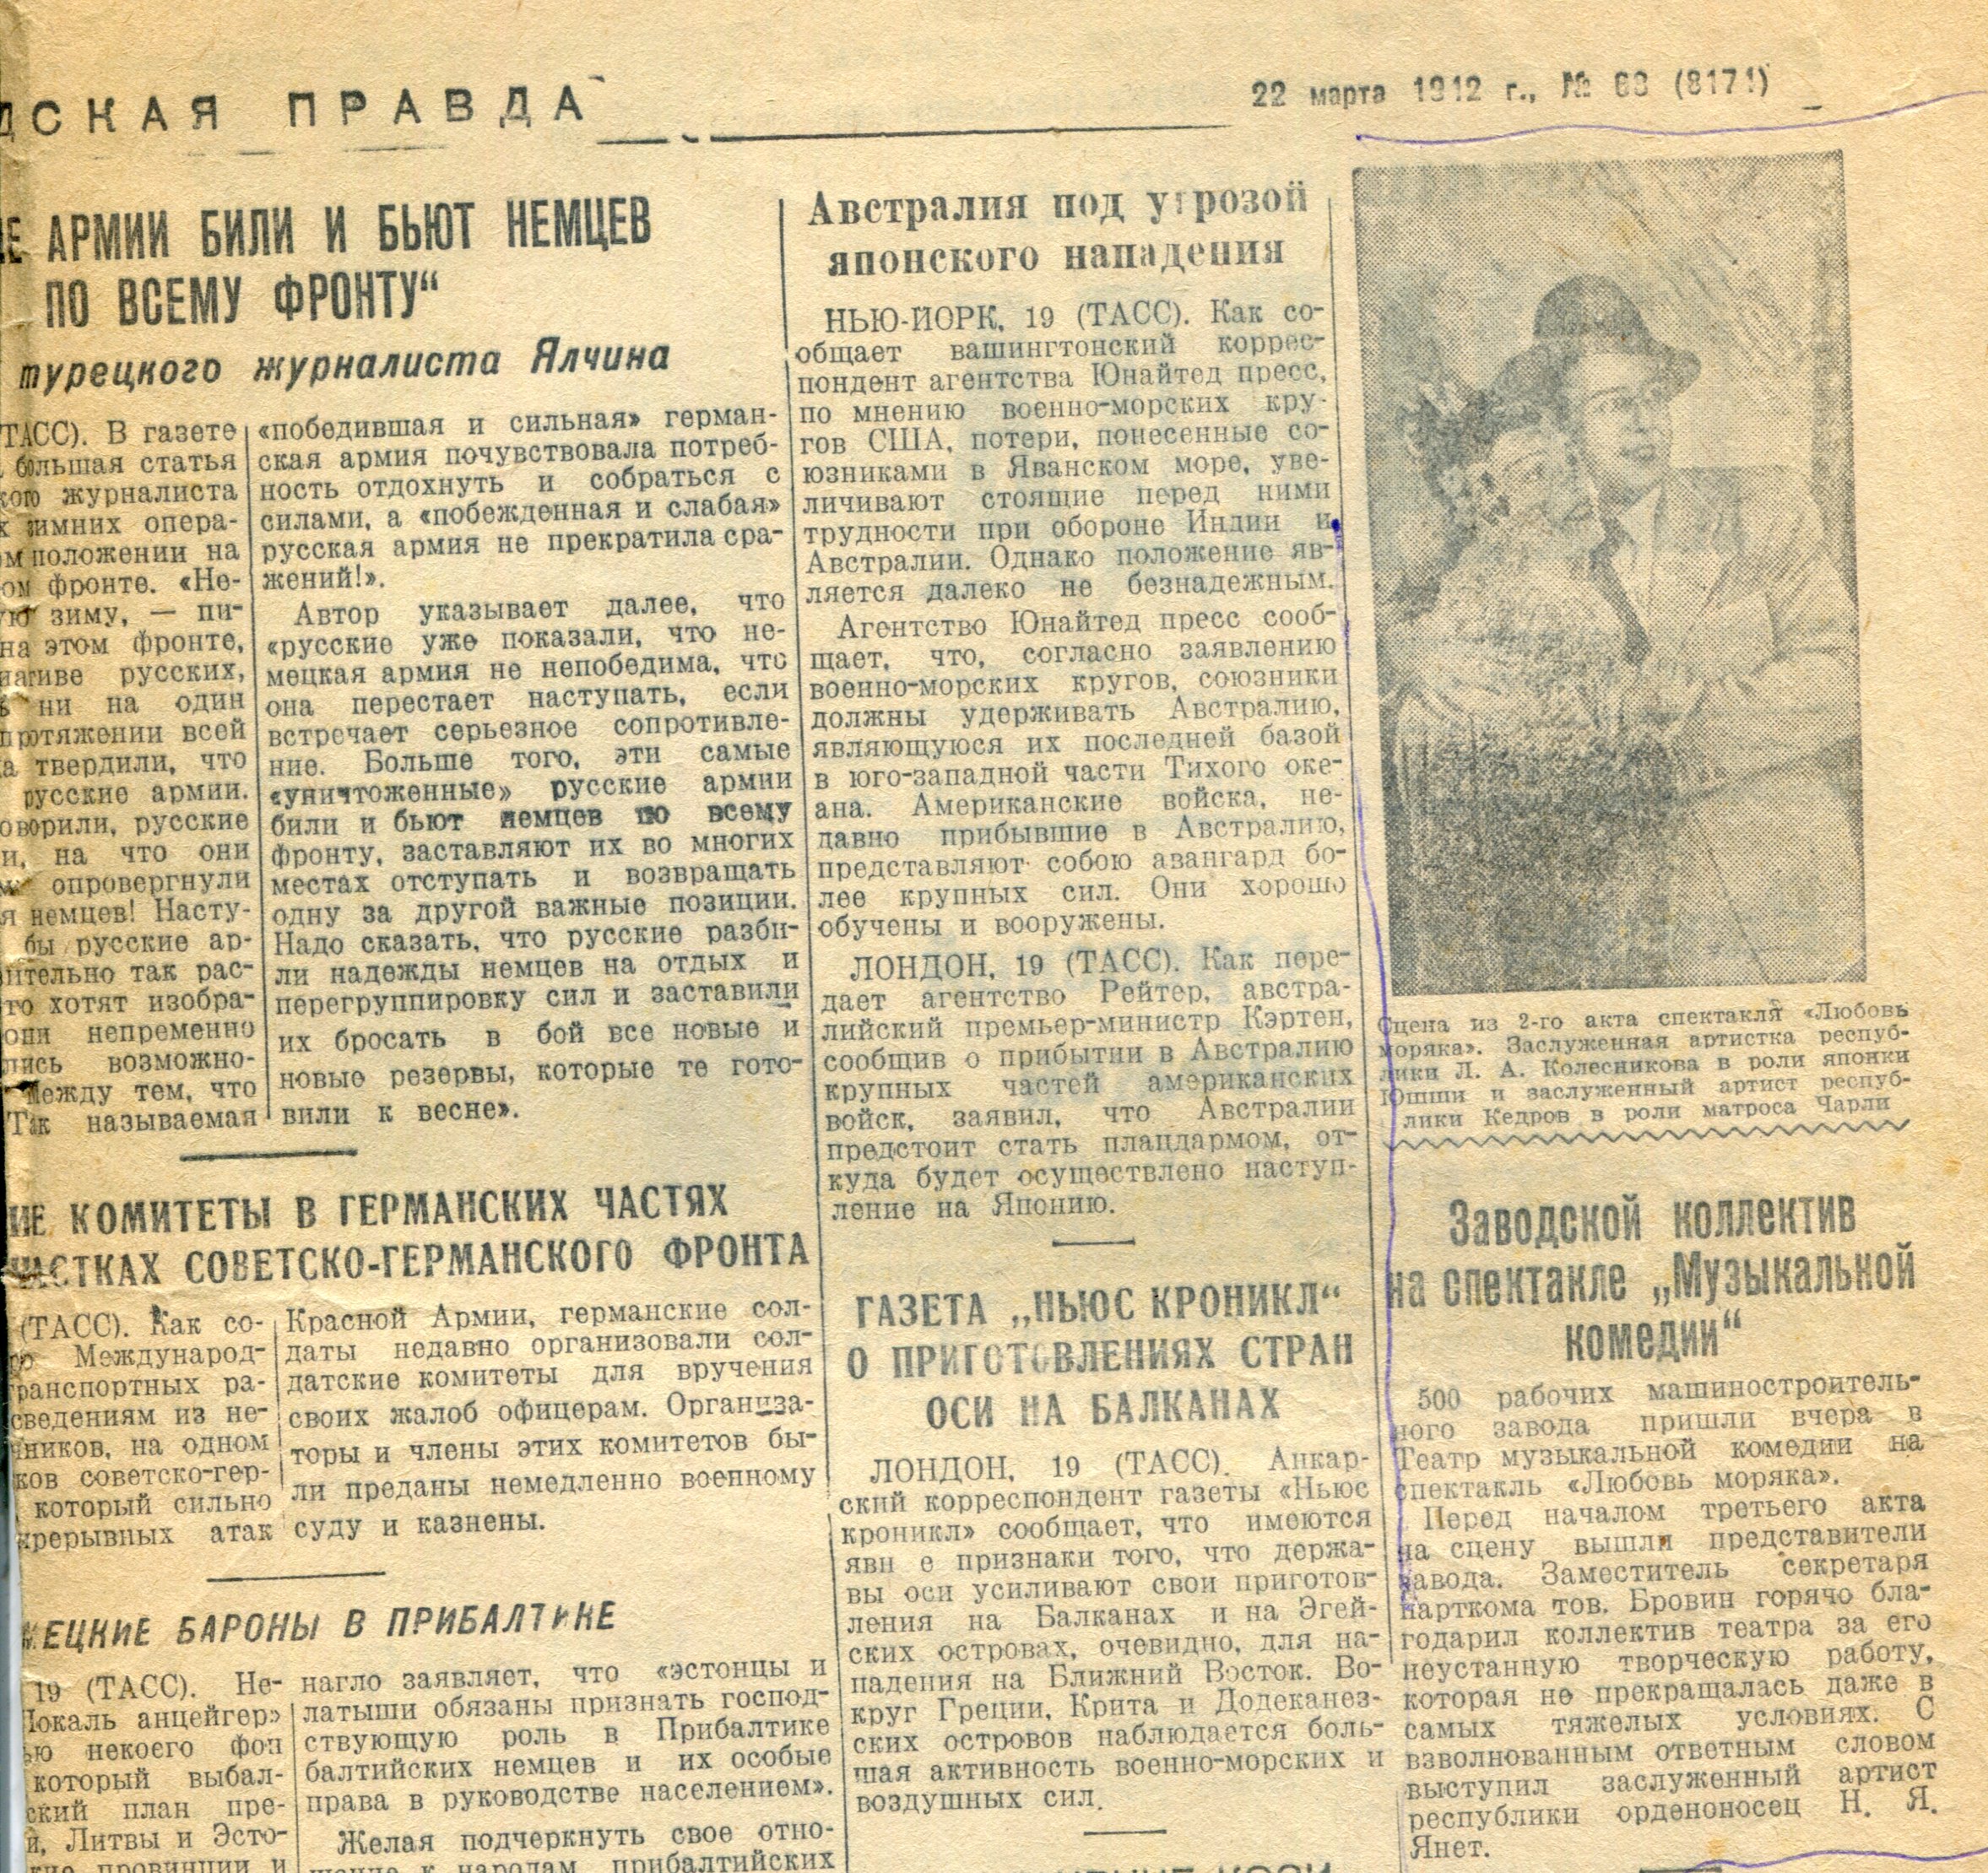 ДСКАЯ ПРАВДА
22 марта 1942 г., № 68 (8171)
Е АРМИИ БИЛИ И БЬЮТ НЕМЦЕВ
ПО ВСЕМУ ФРОНТУ“
турецкого журналиста Ялчина
ТАСС). В газете
большая статья
кого журналиста
х зимних опера-
ом положении на
ом фронте. «Не-
ую зиму, — пи-
на этом фронте,
иативе русских,
ь ни на один
протяжении всей
а твердили, что
русские армии.
оворили, русские
и, на что они
опровергнули
я немцев! Насту-
бы русские ар-
ительно так рас-
то хотят изобра-
они непременно
лись возможно-
Между тем, что
Так называемая
«победившая и сильная» герман-
ская армия почувствовала потреб-
ность отдохнуть и собраться с
силами, а «побежденная и слабая»
русская армия не прекратила сра-
жений!».
Автор указывает далее, что
«русские уже показали, что не-
мецкая армия не непобедима, что
она перестает наступать, если
встречает серьезное сопротивле-
ние. Больше того, эти самые
«уничтоженные» русские армии
били и бьют немцев по всему
фронту, заставляют их во многих
местах отступать и возвращать
одну за другой важные позиции.
Надо сказать, что русские разби-
ли надежды немцев на отдых и
перегруппировку сил и заставили
их бросать в бой все новые и
новые резервы, которые те гото-
вили к весне».
ИЕ КОМИТЕТЫ В ГЕРМАНСКИХ ЧАСТЯХ
ЧАСТКАХ СОВЕТСКО-ГЕРМАНСКОГО ФРОНТА
(ТАСС). Как со-
ро Международ-
ранспортных ра-
сведениям из не-
чников, на одном
ков советско-гер-
который сильно
прерывных атак
Красной Армии, германские сол-
даты недавно организовали сол-
датские комитеты для вручения
своих жалоб офицерам. Организа-
торы и члены этих комитетов бы-
ли преданы немедленно военному
суду и казнены.
МЕЦКИЕ БАРОНЫ В ПРИБАЛТИКЕ
19 (ТАСС). Не-
Локаль анцейгер»
ью некоего фон
который выбал-
ский план пре-
и, Литвы и Эсто-
кие провинции и
нагло заявляет, что «эстонцы и
латыши обязаны признать господ-
ствующую роль в Прибалтике
балтийских немцев и их особые
права в руководстве населением».
Желая подчеркнуть свое отно-
шение к народам прибалтийских
Австралия под угрозой
японского нападения
НЬЮ-ЙОРК, 19 (ТАСС). Как со-
общает вашингтонский коррес-
пондент агентства Юнайтед пресс,
по мнению военно-морских кру-
гов США, потери, понесенные со-
юзниками в Яванском море, уве-
личивают стоящие перед ними
трудности при обороне Индии и
Австралии. Однако положение яв-
ляется далеко не безнадежным.
Агентство Юнайтед пресс сооб-
щает, что, согласно заявлению
военно-морских кругов, союзники
должны удерживать Австралию,
являющуюся их последней базой
в юго-западной части Тихого оке-
ана. Американские войска, не-
давно прибывшие в Австралию,
представляют собою авангард бо-
лее крупных сил. Они хорошо
обучены и вооружены.
ЛОНДОН, 19 (ТАСС). Как пере-
дает агентство Рейтер, австра-
лийский премьер-министр Кэртен,
сообщив о прибытии в Австралию
крупных частей американских
войск, заявил, что Австралии
предстоит стать плацдармом, от-
куда будет осуществлено наступ-
ление на Японию.
ГАЗЕТА „НЬЮС КРОНИКЛ“
О ПРИГОТОВЛЕНИЯХ СТРАН
ОСИ НА БАЛКАНАХ
ЛОНДОН, 19 (ТАСС). Анкар-
ский корреспондент газеты «Ньюс
кроникл» сообщает, что имеются
явн е признаки того, что держа-
вы оси усиливают свои приготов-
ления на Балканах и на Эгей-
ских островах, очевидно, для на-
падения на Ближний Восток. Во-
круг Греции, Крита и Додеканез-
ских островов наблюдается боль-
шая активность военно-морских и
воздушных сил.
Сцена из 2-го акта спектакля «Любовь
моряка». Заслуженная артистка респуб-
лики Л. А. Колесникова в роли японки
Юшши и заслуженный артист респуб-
лики Кедров в роли матроса Чарли
Заводской коллектив
на спектакле „Музыкальной
комедии“
500 рабочих машиностроитель-
ного завода пришли вчера в
Театр музыкальной комедии на
спектакль «Любовь моряка».
Перед началом третьего акта
на сцену вышли представители
завода. Заместитель секретаря
парткома тов. Бровин горячо бла-
годарил коллектив театра за его
неустанную творческую работу,
которая не прекращалась даже в
самых тяжелых условиях. С
взволнованным ответным словом
выступил заслуженный артист
республики орденоносец Н. Я.
Янет.